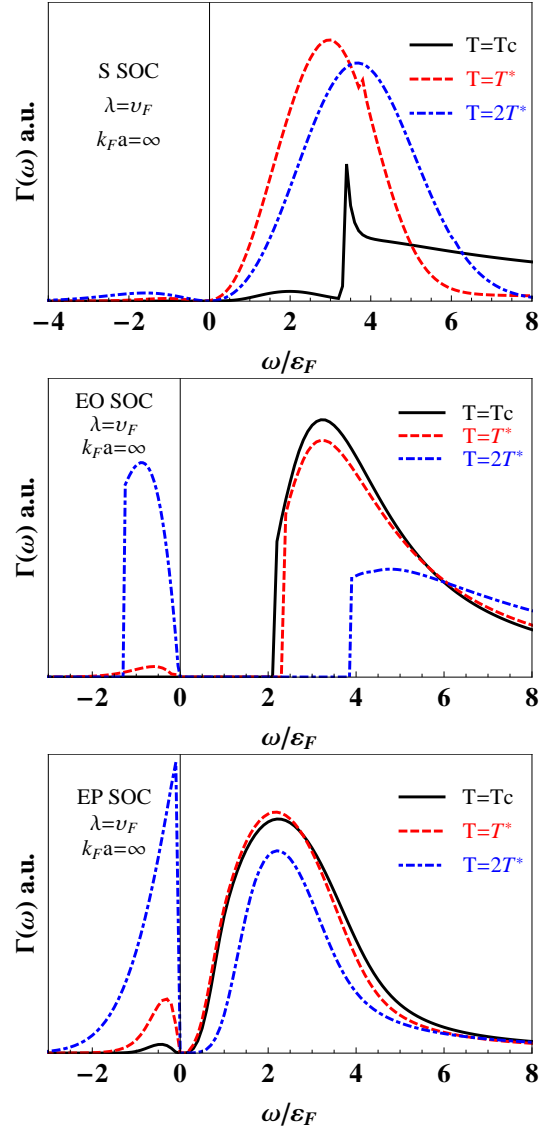 S SOC
λ=υF
kFa=∞
T=Tc
T=T*
T=2T*
Γ(ω) a.u.
−4 −2 0 2 4 6 8
ω/εF
EO SOC
λ=υF
kFa=∞
T=Tc
T=T*
T=2T*
Γ(ω) a.u.
−2 0 2 4 6 8
ω/εF
EP SOC
λ=υF
kFa=∞
T=Tc
T=T*
T=2T*
Γ(ω) a.u.
−2 0 2 4 6 8
ω/εF